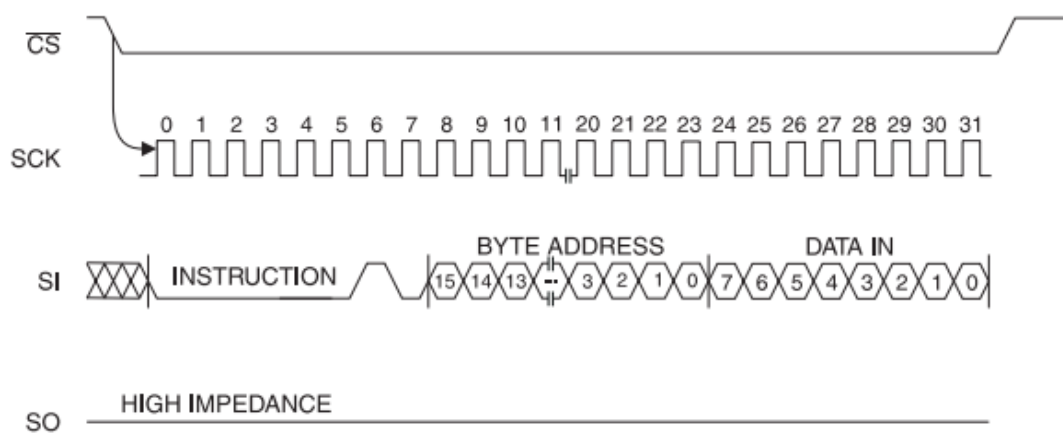 CS
0 1 2 3 4 5 6 7 8 9 10 11 20 21 22 23 24 25 26 27 28 29 30 31
SCK
BYTE ADDRESS DATA IN
SI INSTRUCTION 15 14 13 ... 3 2 1 0 7 6 5 4 3 2 1 0
HIGH IMPEDANCE
SO